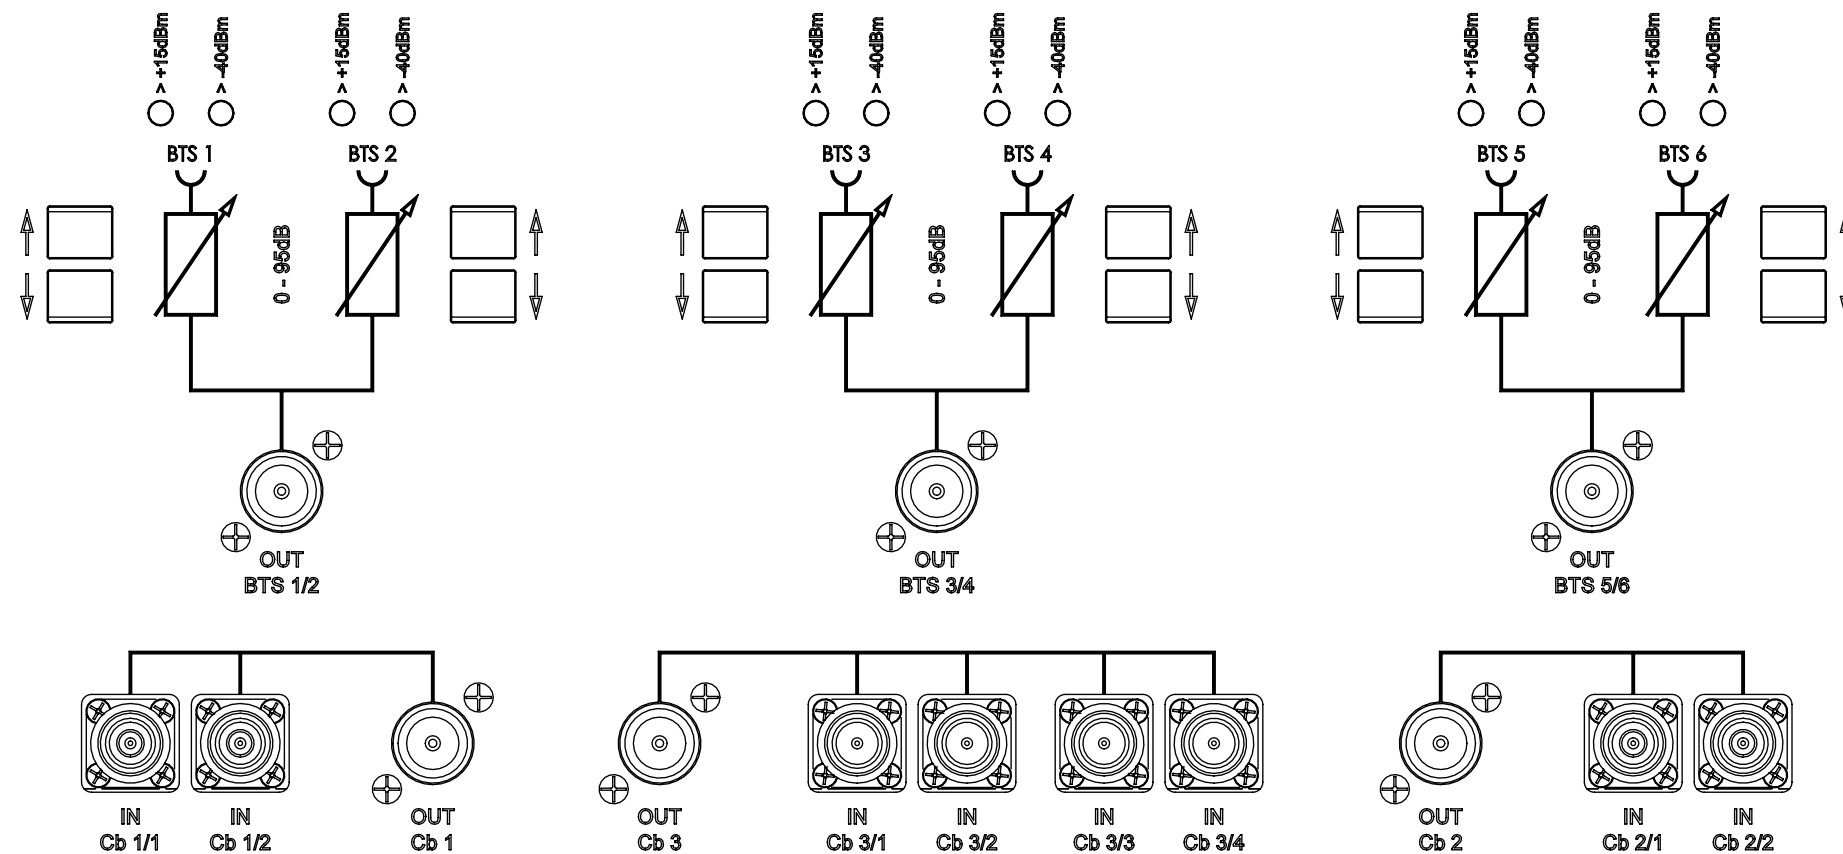 > +15dBm
> -40dBm
> +15dBm
> -40dBm
> +15dBm
> -40dBm
> +15dBm
> -40dBm
> +15dBm
> -40dBm
> +15dBm
> -40dBm
BTS 1
BTS 2
BTS 3
BTS 4
BTS 5
BTS 6
0 - 95dB
0 - 95dB
0 - 95dB
OUT
BTS 1/2
OUT
BTS 3/4
OUT
BTS 5/6
IN
Cb 1/1
IN
Cb 1/2
OUT
Cb 1
OUT
Cb 3
IN
Cb 3/1
IN
Cb 3/2
IN
Cb 3/3
IN
Cb 3/4
OUT
Cb 2
IN
Cb 2/1
IN
Cb 2/2